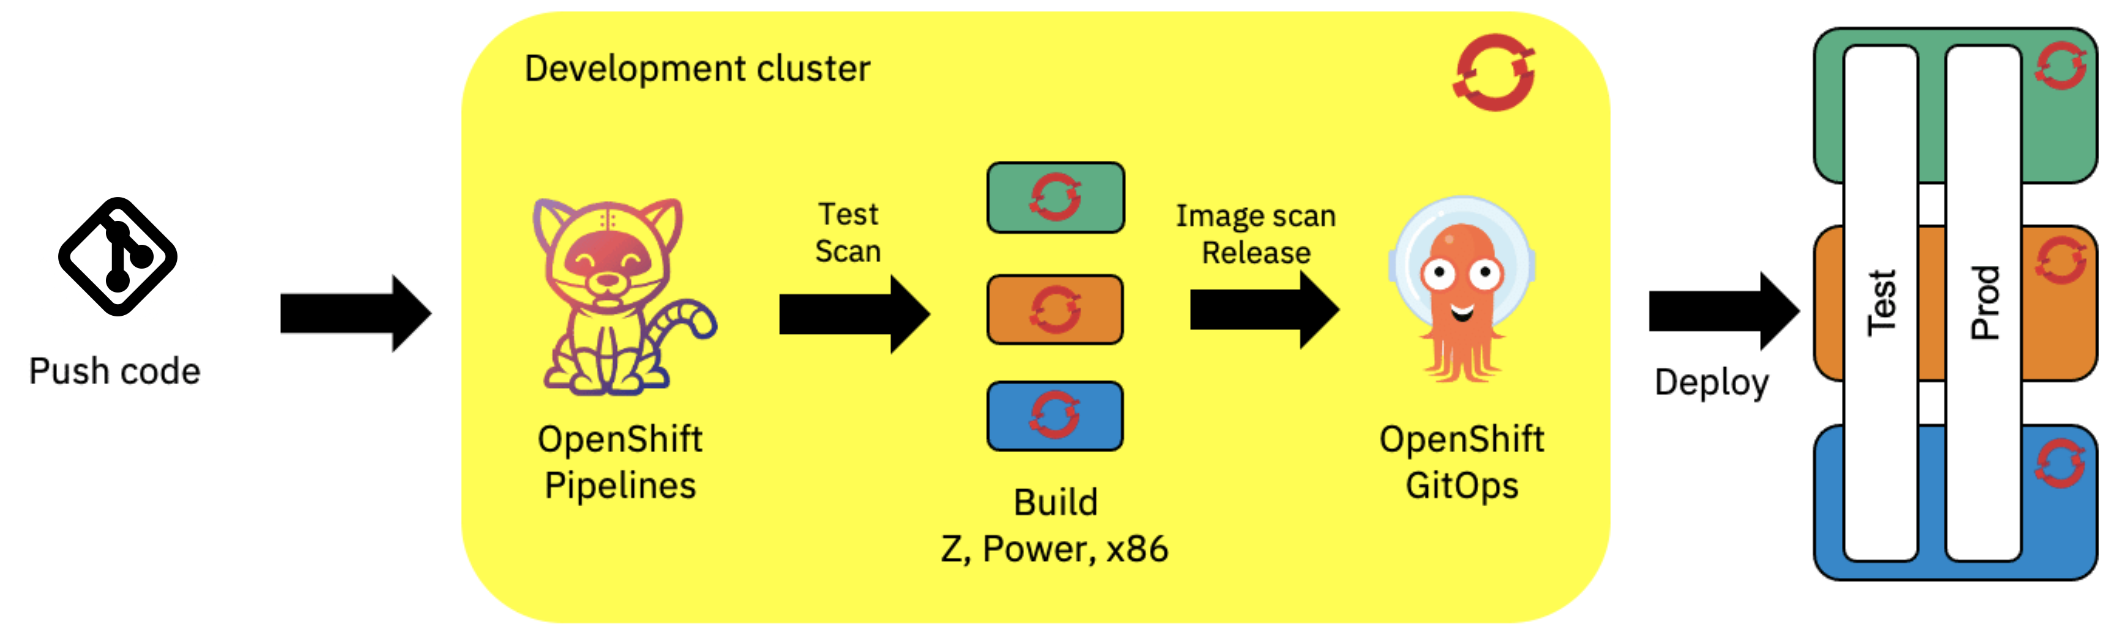 Push code
Development cluster
OpenShift
Pipelines
Test
Scan
Build
Z, Power, x86
Image scan
Release
OpenShift
GitOps
Deploy
Test
Prod